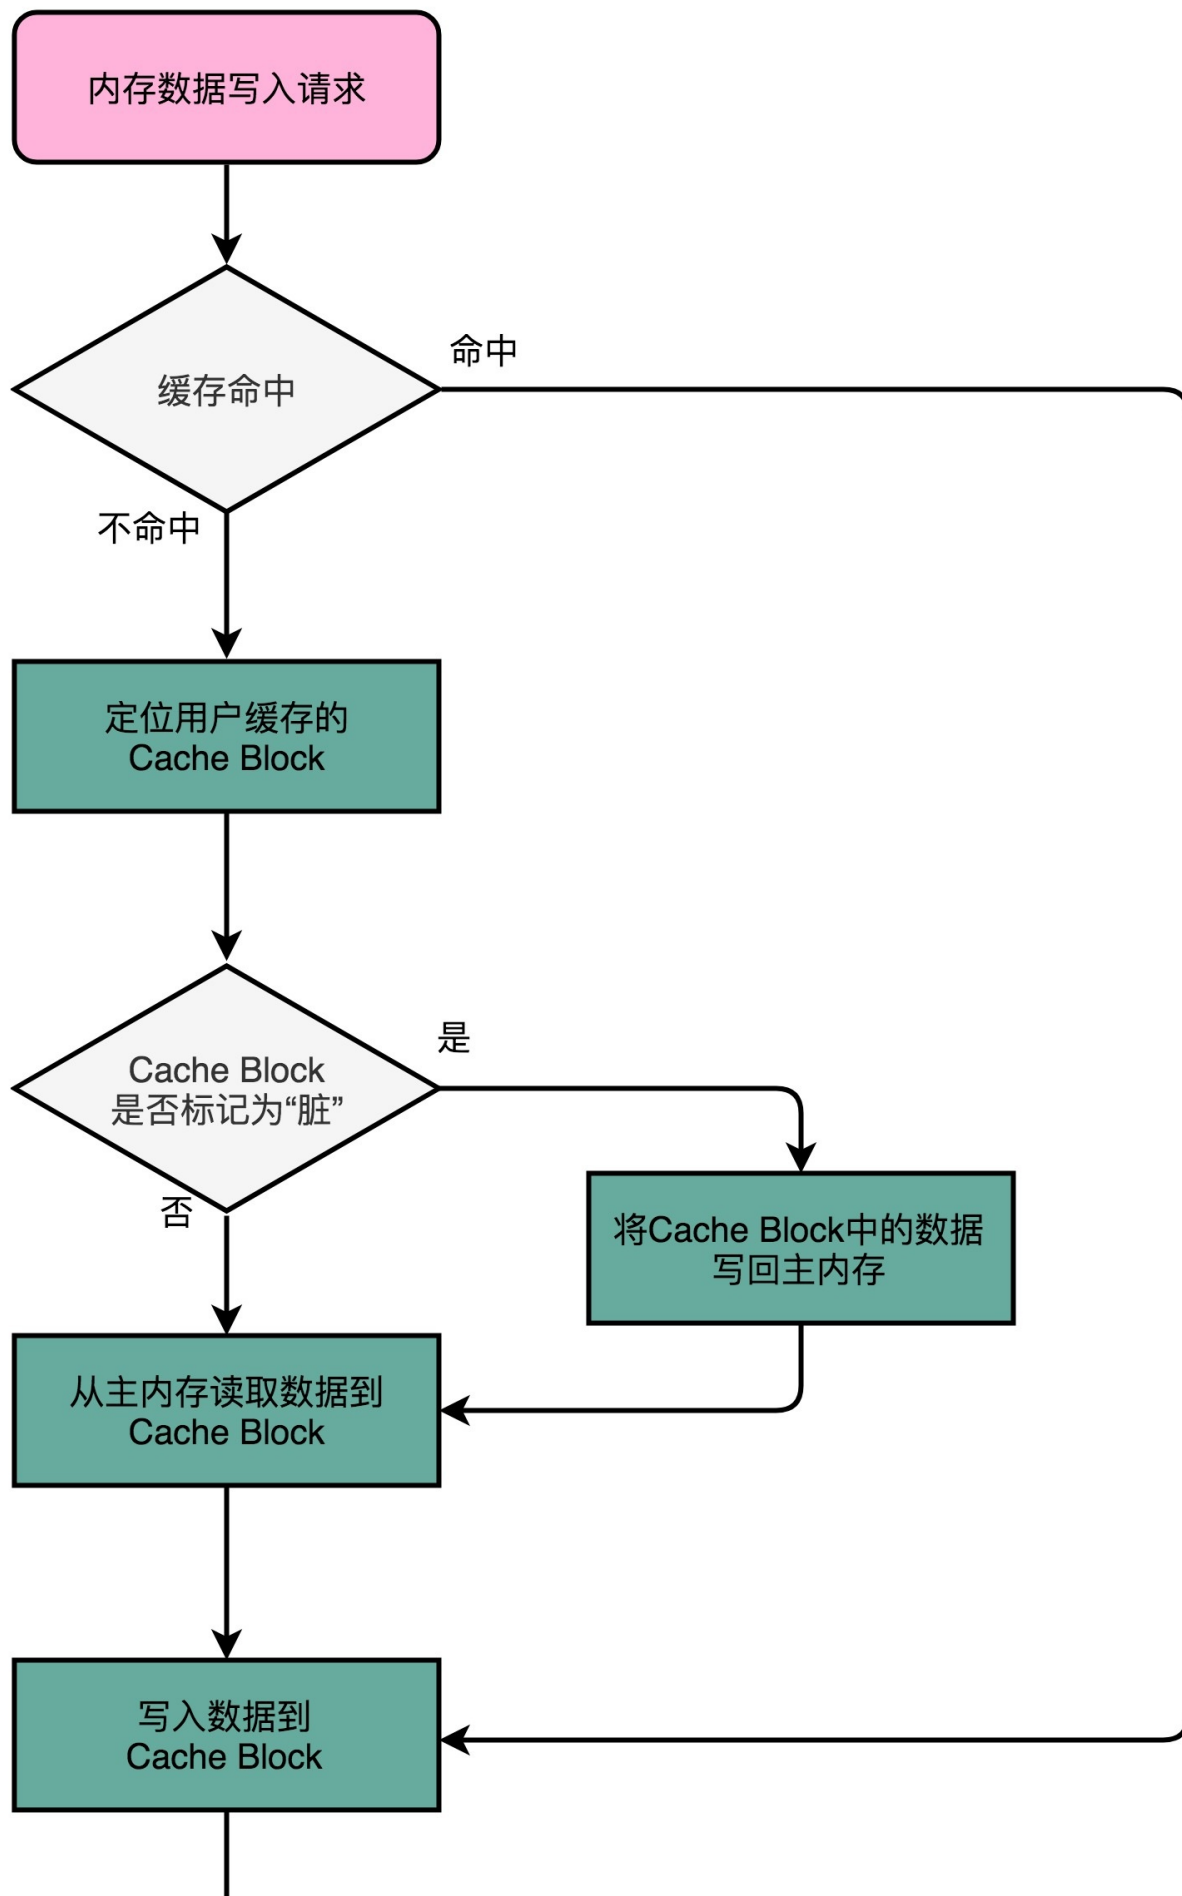 内存数据写入请求
命中
缓存命中
不命中
定位用户缓存的
Cache Block
是
Cache Block
是否标记为“脏”
否
将Cache Block中的数据
写回主内存
从主内存读取数据到
Cache Block
写入数据到
Cache Block